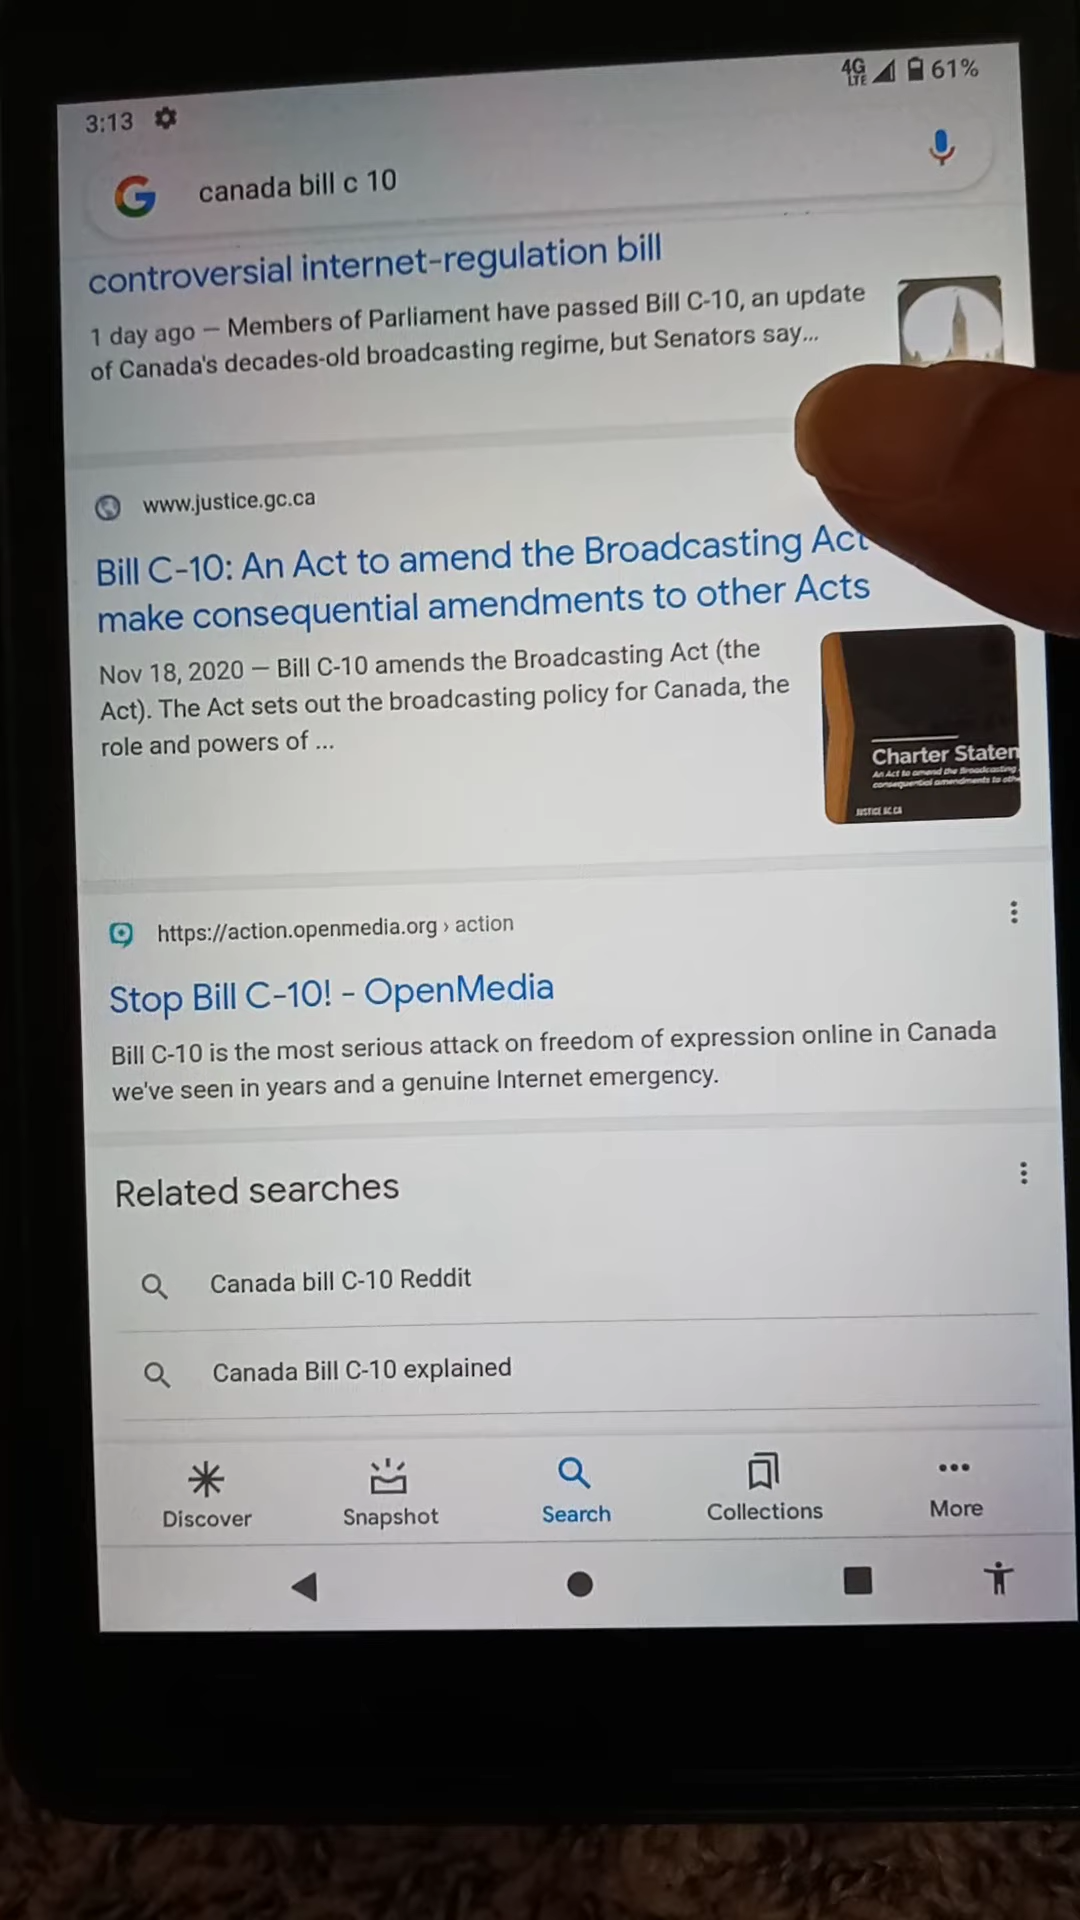 3:13
4G
LTE
61%
canada bill c 10
controversial internet-regulation bill
1 day ago — Members of Parliament have passed Bill C-10, an update
of Canada's decades-old broadcasting regime, but Senators say...
www.justice.gc.ca
Bill C-10: An Act to amend the Broadcasting Act
make consequential amendments to other Acts
Nov 18, 2020 — Bill C-10 amends the Broadcasting Act (the
Act). The Act sets out the broadcasting policy for Canada, the
role and powers of ...
Charter Staten
An Act to amend the Broadcasting
consequential amendments to oth
JUSTICE.GC.CA
https://action.openmedia.org › action
Stop Bill C-10! - OpenMedia
Bill C-10 is the most serious attack on freedom of expression online in Canada
we've seen in years and a genuine Internet emergency.
Related searches
Canada bill C-10 Reddit
Canada Bill C-10 explained
Discover
Snapshot
Search
Collections
More